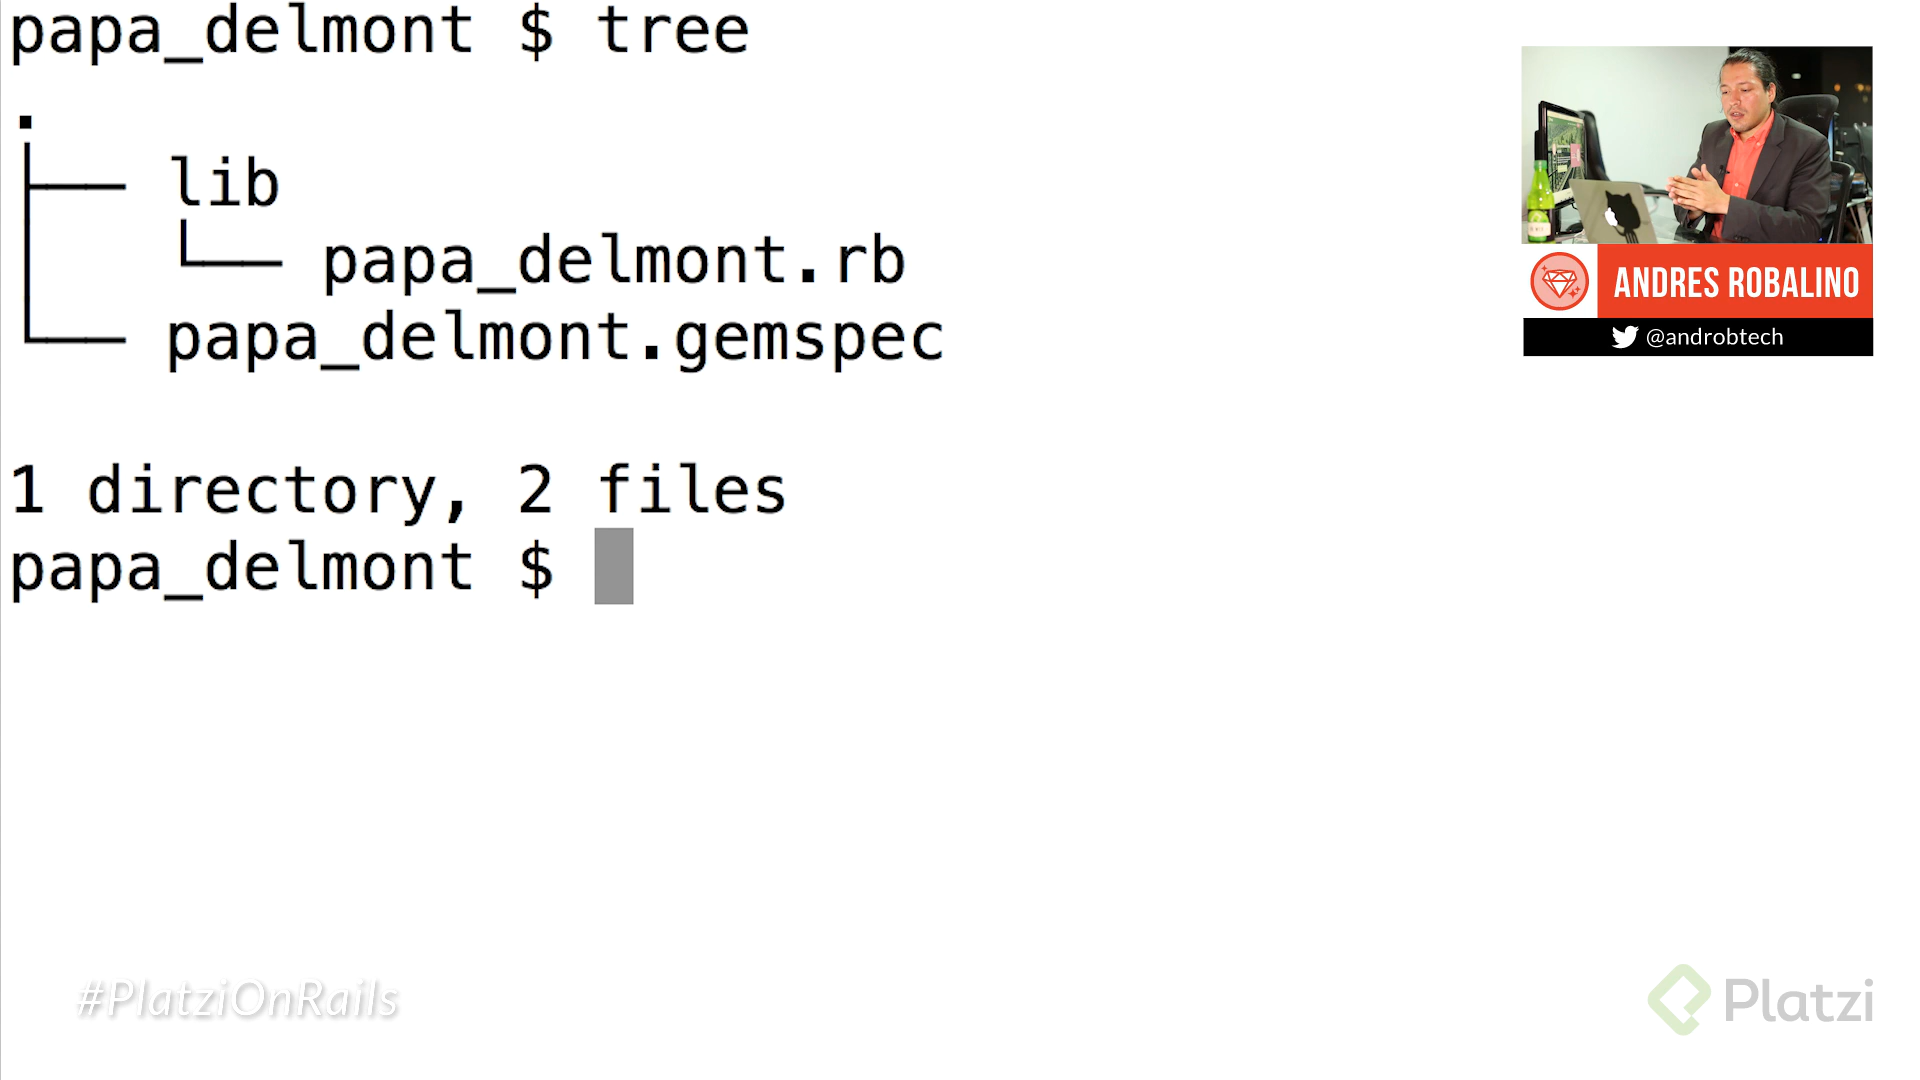 papa_delmont $ tree
.
├── lib
│   └── papa_delmont.rb
└── papa_delmont.gemspec
1 directory, 2 files
papa_delmont $
ANDRES ROBALINO
@androbtech
#PlatziOnRails
Platzi